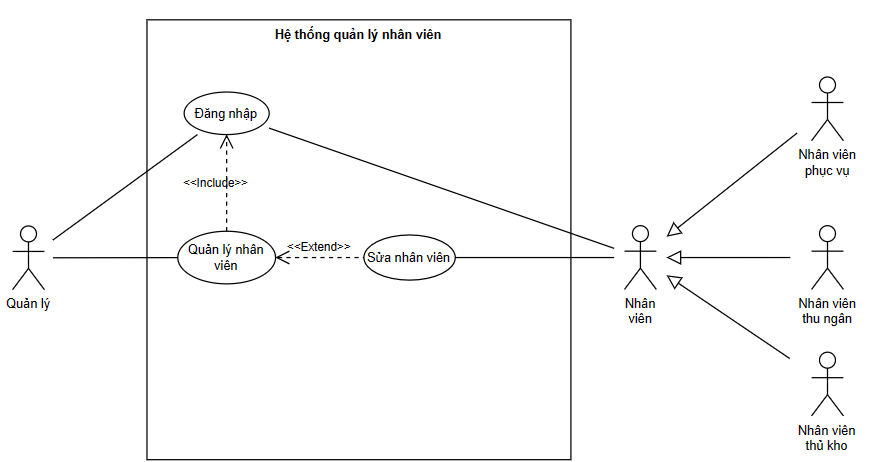 Hệ thống quản lý nhân viên
Đăng nhập
<<Include>>
Quản lý nhân
viên
<<Extend>>
Sửa nhân viên
Quản lý
Nhân
viên
Nhân viên
phục vụ
Nhân viên
thu ngân
Nhân viên
thủ kho